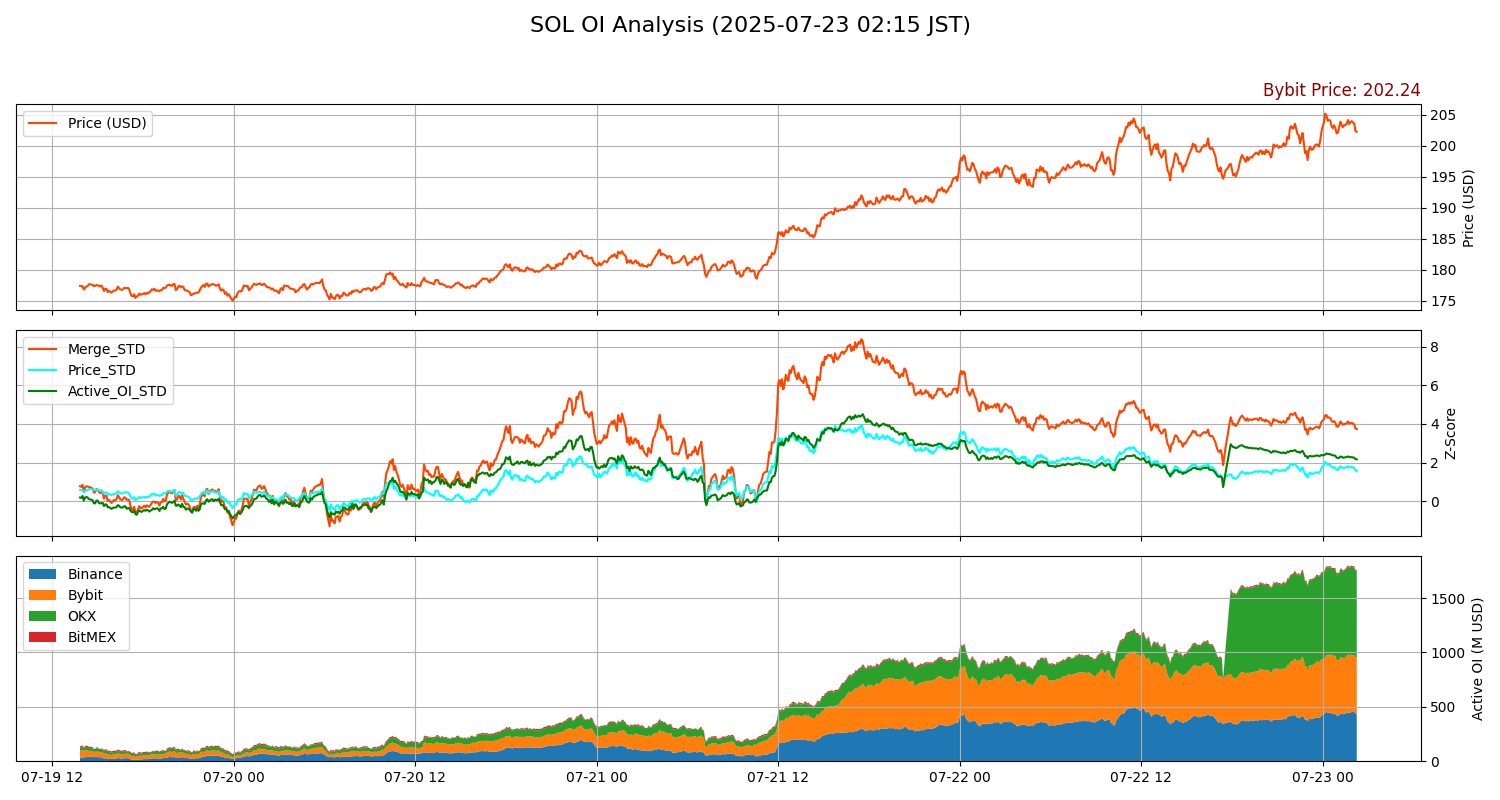 SOL OI Analysis (2025-07-23 02:15 JST)
Bybit Price: 202.24
Price (USD)
205
200
195
190
185
180
175
Price (USD)
Merge_STD
Price_STD
Active_OI_STD
8
6
4
2
0
Z-Score
Binance
Bybit
OKX
BitMEX
1500
1000
500
0
Active OI (M USD)
07-19 12
07-20 00
07-20 12
07-21 00
07-21 12
07-22 00
07-22 12
07-23 00